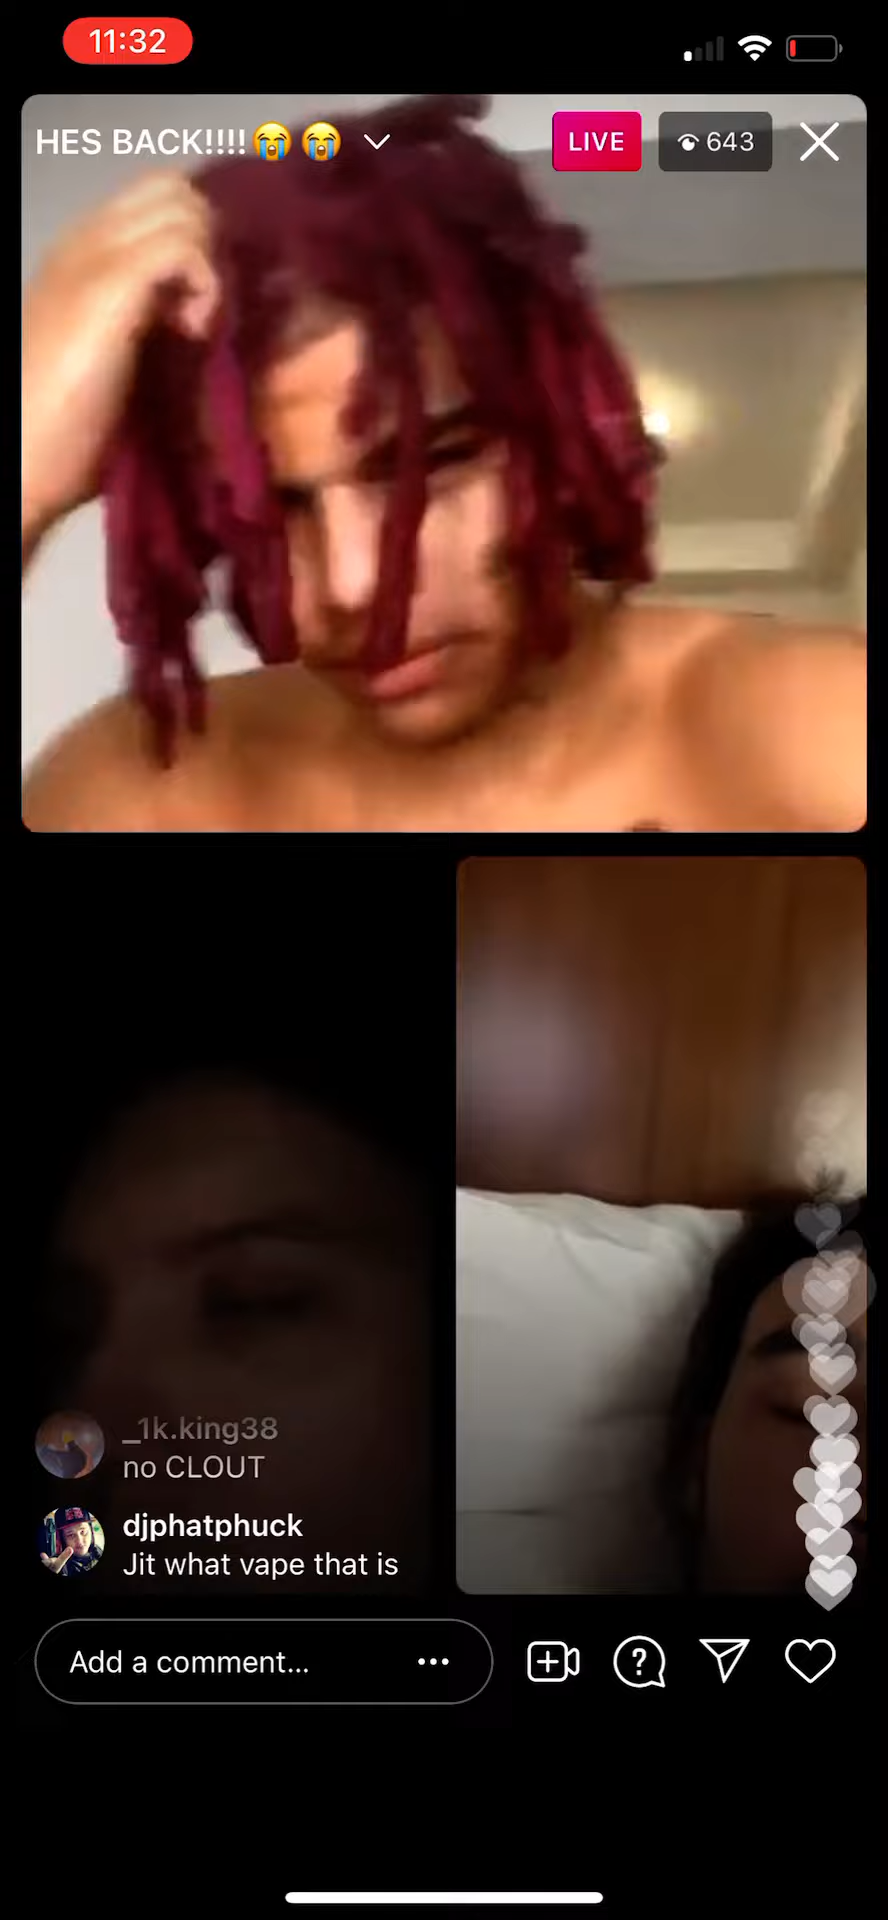 11:32
HES BACK!!!!😭😭
LIVE
643
_1k.king38
no CLOUT
djphatphuck
Jit what vape that is
Add a comment...